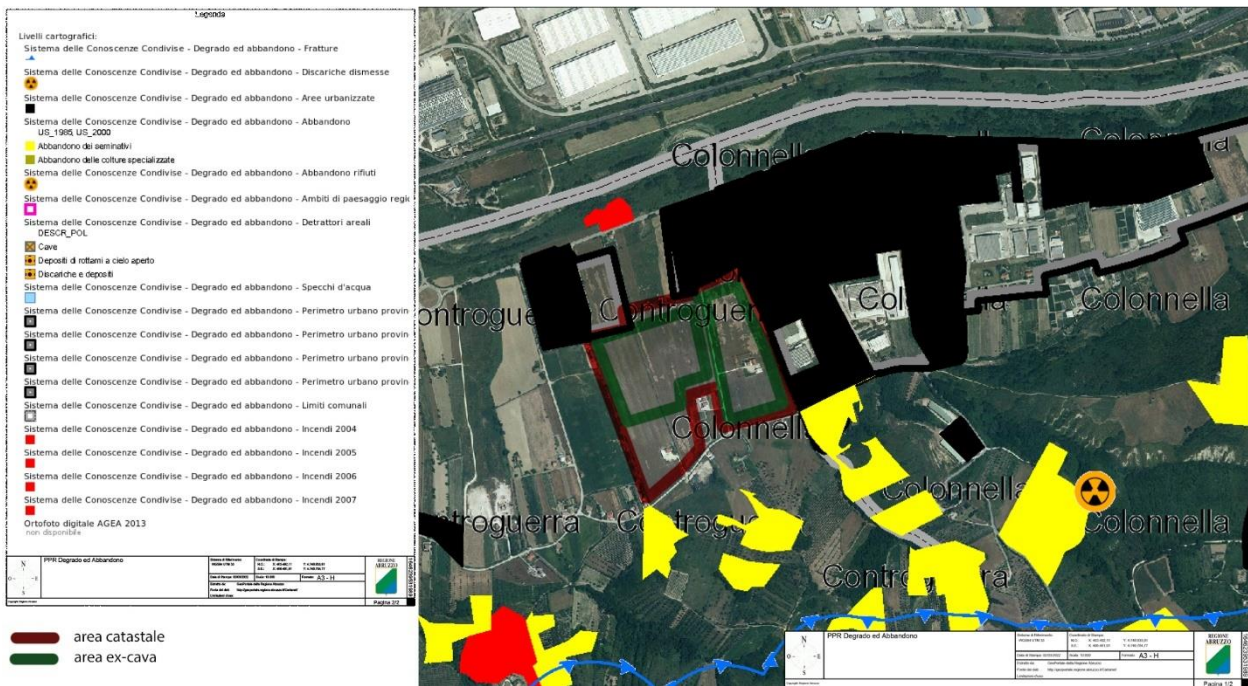 Legenda
Livelli cartografici:
Sistema delle Conoscenze Condivise - Degrado ed abbandono - Fratture
Sistema delle Conoscenze Condivise - Degrado ed abbandono - Discariche dismesse
Sistema delle Conoscenze Condivise - Degrado ed abbandono - Aree urbanizzate
Sistema delle Conoscenze Condivise - Degrado ed abbandono - Abbandono
US_1985, US_2000
Abbandono dei seminativi
Abbandono delle colture specializzate
Sistema delle Conoscenze Condivise - Degrado ed abbandono - Abbandono rifiuti
Sistema delle Conoscenze Condivise - Degrado ed abbandono - Ambiti di paesaggio regic
Sistema delle Conoscenze Condivise - Degrado ed abbandono - Detrattori areali
DESCR_POL
Cave
Depositi di rottami a cielo aperto
Discariche e depositi
Sistema delle Conoscenze Condivise - Degrado ed abbandono - Specchi d'acqua
Sistema delle Conoscenze Condivise - Degrado ed abbandono - Perimetro urbano provin
Sistema delle Conoscenze Condivise - Degrado ed abbandono - Perimetro urbano provin
Sistema delle Conoscenze Condivise - Degrado ed abbandono - Perimetro urbano provin
Sistema delle Conoscenze Condivise - Degrado ed abbandono - Perimetro urbano provin
Sistema delle Conoscenze Condivise - Degrado ed abbandono - Limiti comunali
Sistema delle Conoscenze Condivise - Degrado ed abbandono - Incendi 2004
Sistema delle Conoscenze Condivise - Degrado ed abbandono - Incendi 2005
Sistema delle Conoscenze Condivise - Degrado ed abbandono - Incendi 2006
Sistema delle Conoscenze Condivise - Degrado ed abbandono - Incendi 2007
Ortofoto digitale AGEA 2013
non disponibile
PPR Degrado ed Abbandono
Formato: A3 - H
REGIONE
ABRUZZO
Pagina 2/2
area catastale
area ex-cava
Colonnella
Colonnella
ontroguerra
Controguerra
Colonnella
Colonnella
Colonnella
Colonnella
Colonnella
ntroguerra
Controguerra
Controguerra
PPR Degrado ed Abbandono
Formato: A3 - H
REGIONE
ABRUZZO
Pagina 1/2